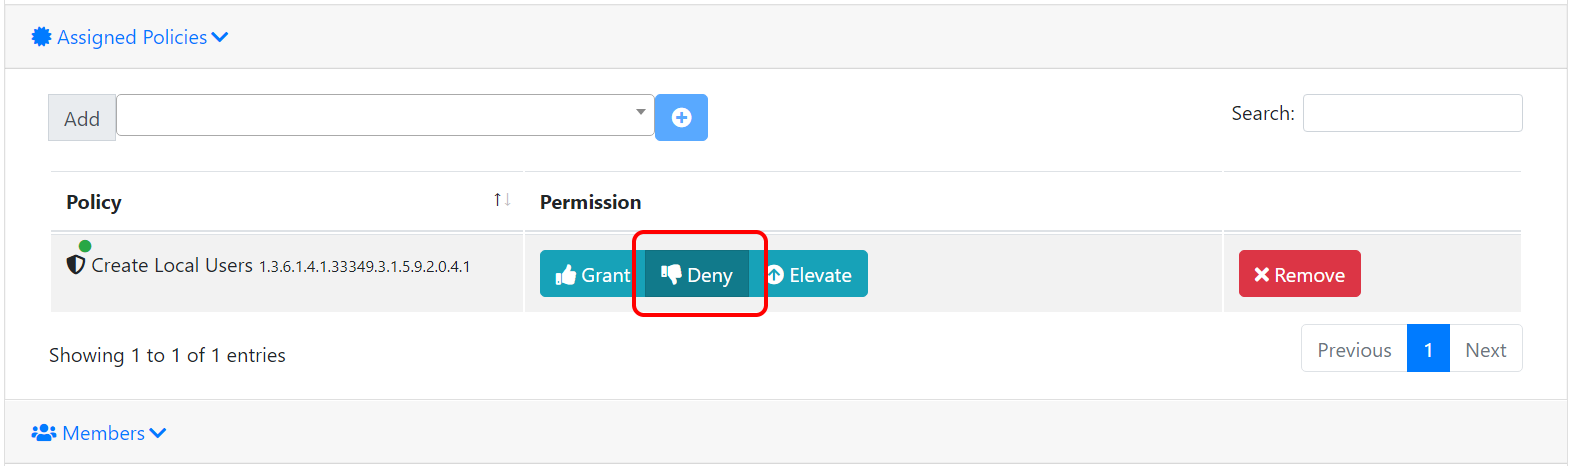 Assigned Policies
Add
Search:
Policy
Permission
Create Local Users 1.3.6.1.4.1.33349.3.1.5.9.2.0.4.1
Grant
Deny
Elevate
Remove
Showing 1 to 1 of 1 entries
Previous 1 Next
Members